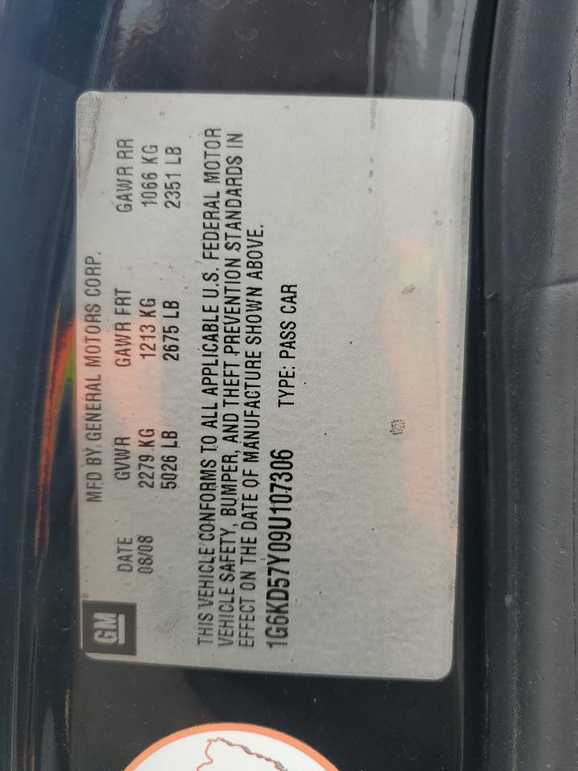 GM
MFD BY GENERAL MOTORS CORP.
DATE GVWR GAWR FRT GAWR RR
08/08 2279 KG 1213 KG 1066 KG
5026 LB 2675 LB 2351 LB
THIS VEHICLE CONFORMS TO ALL APPLICABLE U.S. FEDERAL MOTOR
VEHICLE SAFETY, BUMPER, AND THEFT PREVENTION STANDARDS IN
EFFECT ON THE DATE OF MANUFACTURE SHOWN ABOVE.
1G6KD57Y09U107306 TYPE: PASS CAR